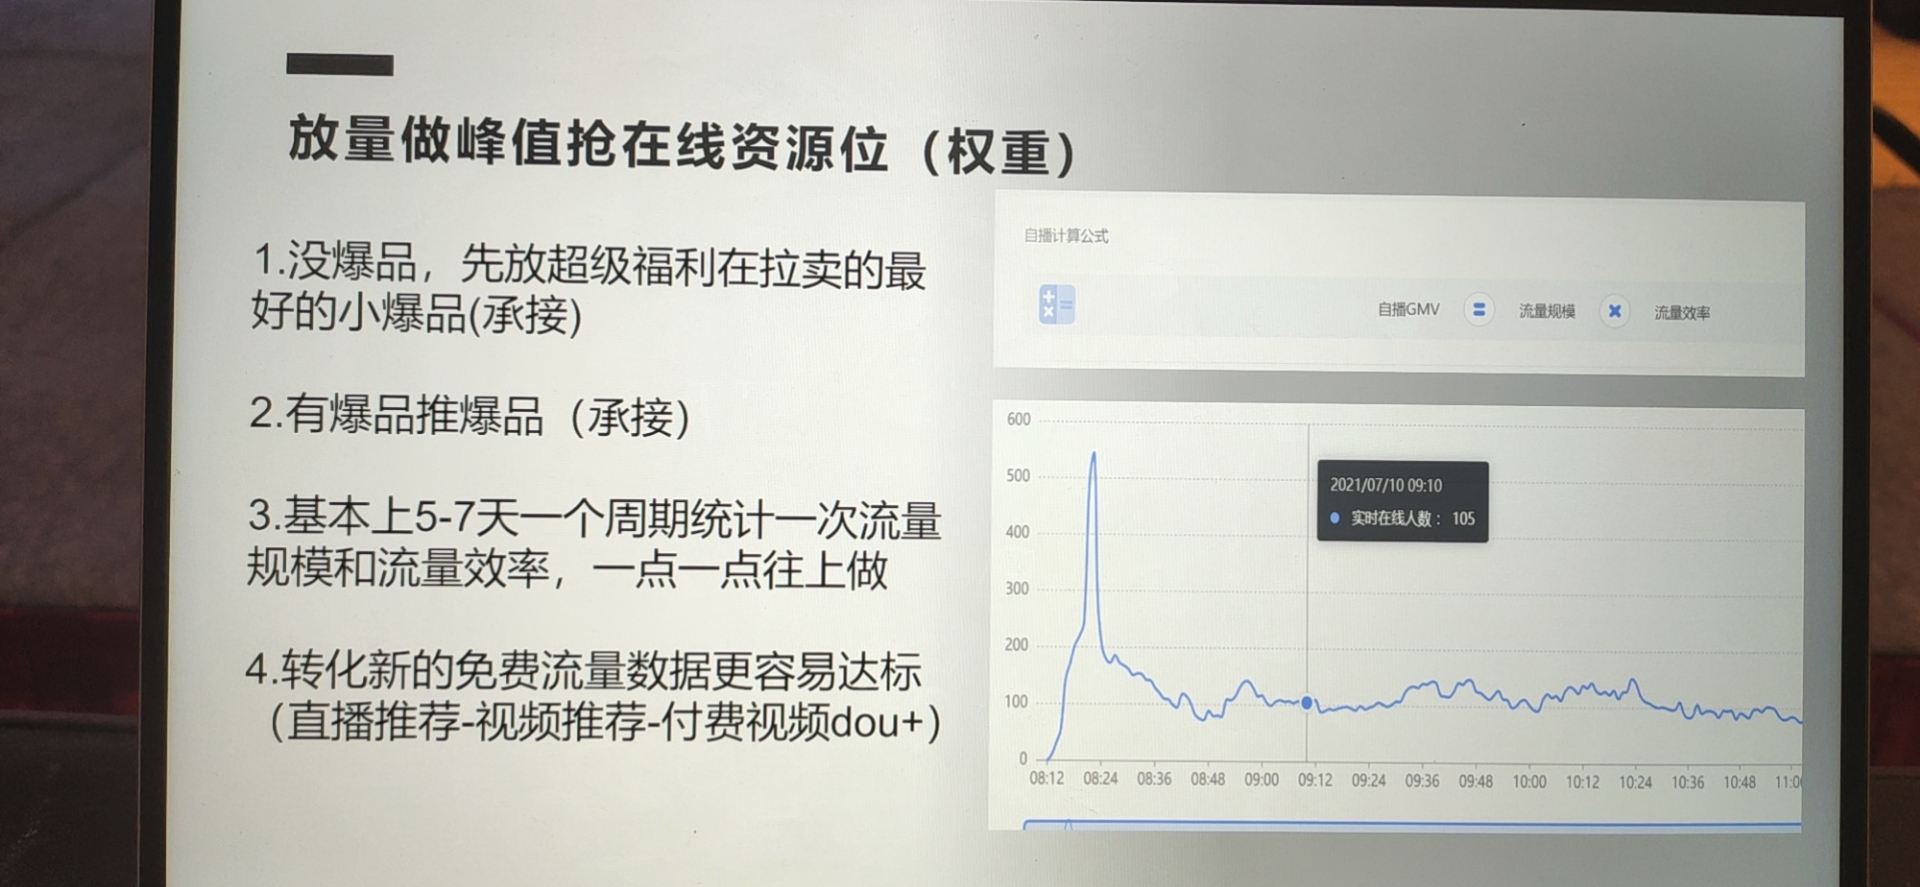 放量做峰值抢在线资源位（权重）
1.没爆品，先放超级福利在拉卖的最
好的小爆品(承接)
2.有爆品推爆品（承接）
3.基本上5-7天一个周期统计一次流量
规模和流量效率，一点一点往上做
4.转化新的免费流量数据更容易达标
（直播推荐-视频推荐-付费视频dou+）
自播计算公式
自播GMV = 流量规模 × 流量效率
600
500
400
300
200
100
0
2021/07/10 09:10
实时在线人数： 105
08:12 08:24 08:36 08:48 09:00 09:12 09:24 09:36 09:48 10:00 10:12 10:24 10:36 10:48 11:0